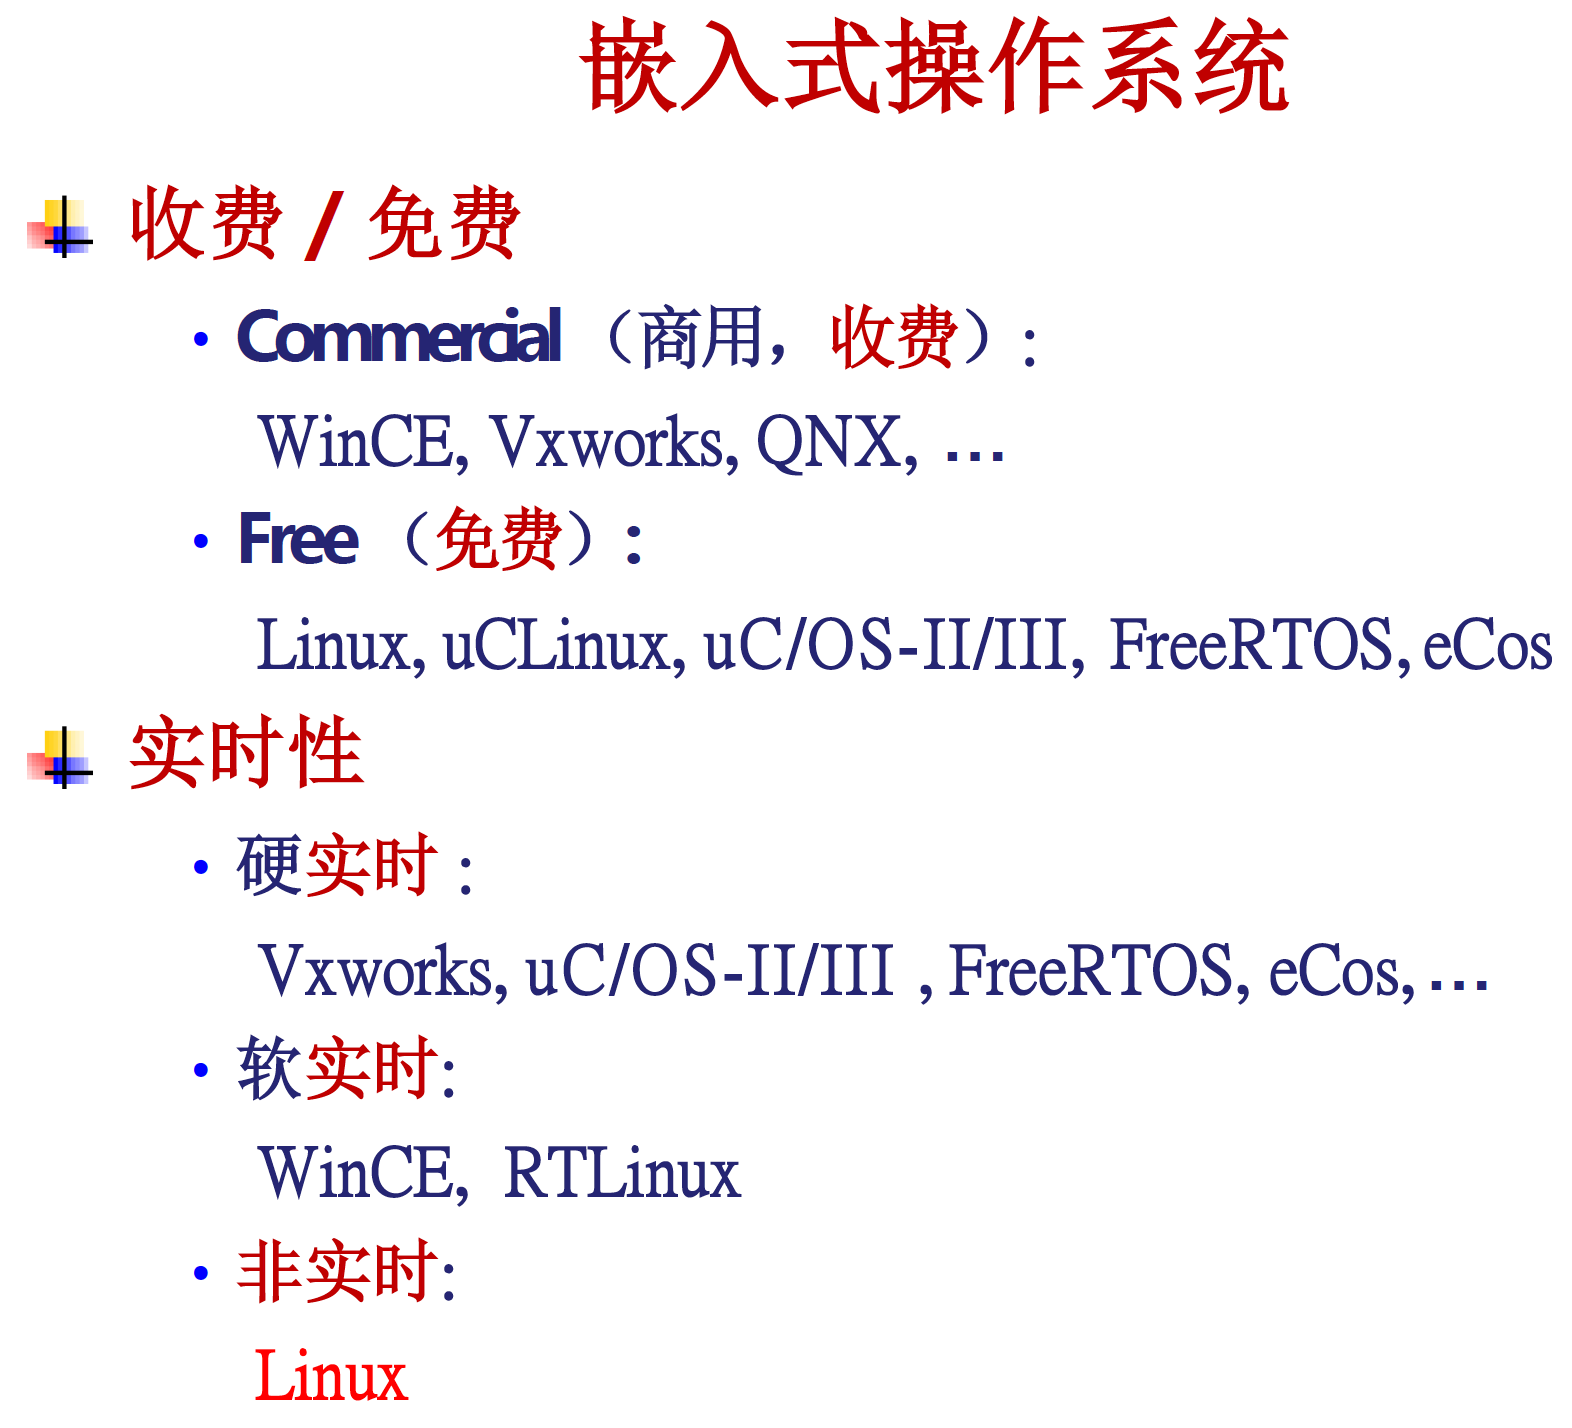 嵌入式操作系统
收费 / 免费
• Commercial （商用，收费）:
WinCE, Vxworks, QNX, …
• Free （免费）:
Linux, uCLinux, uC/OS-II/III, FreeRTOS, eCos
实时性
• 硬实时 :
Vxworks, uC/OS-II/III , FreeRTOS, eCos, …
• 软实时:
WinCE, RTLinux
• 非实时:
Linux